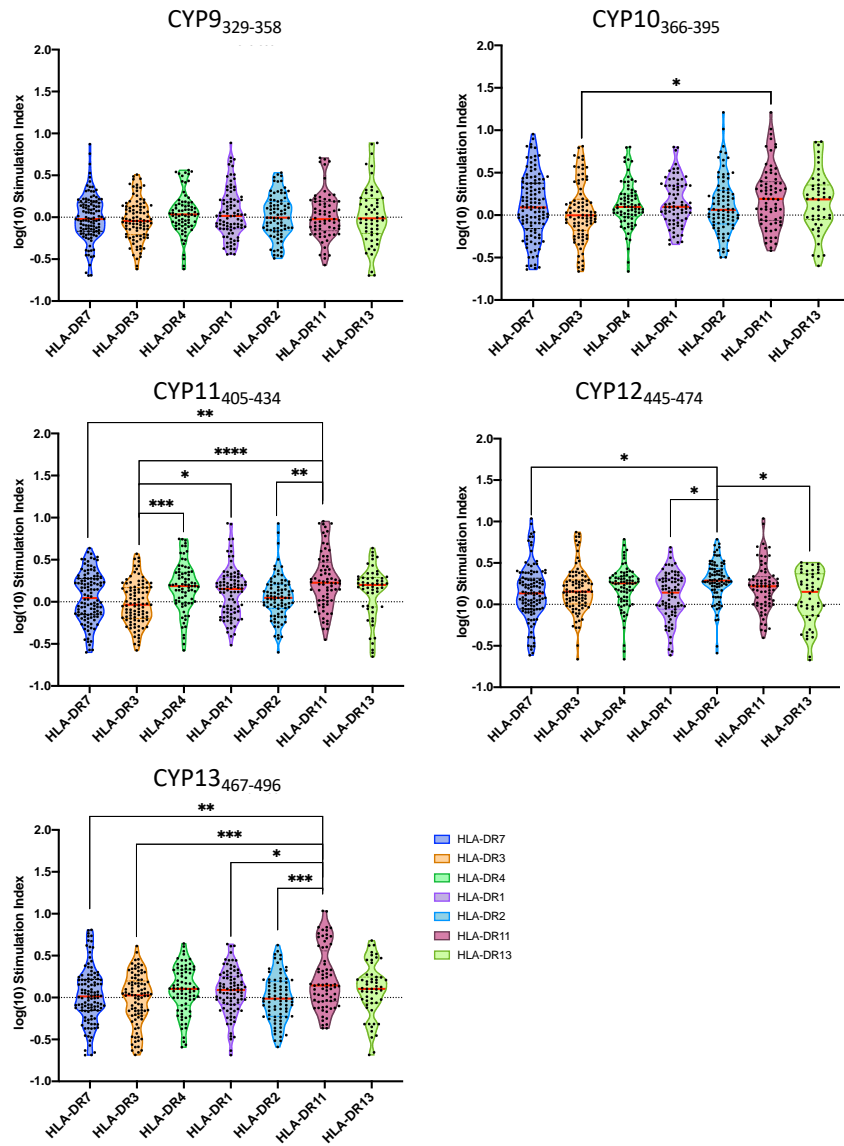 CYP9329-358
log(10) Stimulation Index
2.0
1.5
1.0
0.5
0.0
-0.5
-1.0
HLA-DR7
HLA-DR3
HLA-DR4
HLA-DR1
HLA-DR2
HLA-DR11
HLA-DR13
CYP10366-395
log(10) Stimulation Index
2.0
1.5
1.0
0.5
0.0
-0.5
-1.0
*
HLA-DR7
HLA-DR3
HLA-DR4
HLA-DR1
HLA-DR2
HLA-DR11
HLA-DR13
CYP11405-434
log(10) Stimulation Index
2.0
1.5
1.0
0.5
0.0
-0.5
-1.0
**
****
*
**
***
HLA-DR7
HLA-DR3
HLA-DR4
HLA-DR1
HLA-DR2
HLA-DR11
HLA-DR13
CYP12445-474
log(10) Stimulation Index
2.0
1.5
1.0
0.5
0.0
-0.5
-1.0
*
*
*
HLA-DR7
HLA-DR3
HLA-DR4
HLA-DR1
HLA-DR2
HLA-DR11
HLA-DR13
CYP13467-496
log(10) Stimulation Index
2.0
1.5
1.0
0.5
0.0
-0.5
-1.0
**
***
*
***
HLA-DR7
HLA-DR3
HLA-DR4
HLA-DR1
HLA-DR2
HLA-DR11
HLA-DR13
HLA-DR7
HLA-DR3
HLA-DR4
HLA-DR1
HLA-DR2
HLA-DR11
HLA-DR13